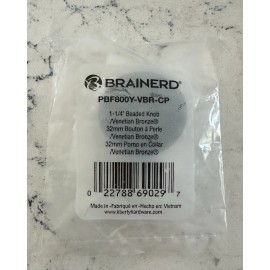 BRAINERD®
PBF800Y-VBR-CP
1-1/4" Beaded Knob
/Venetian Bronze®
32mm Bouton à Perle
/Venetian Bronze®
32mm Pomo en Collar
/Venetian Bronze®
0 22788 69029 7
Made in • Fabriqué en • Hecho en, Vietnam
www.libertyhardware.com